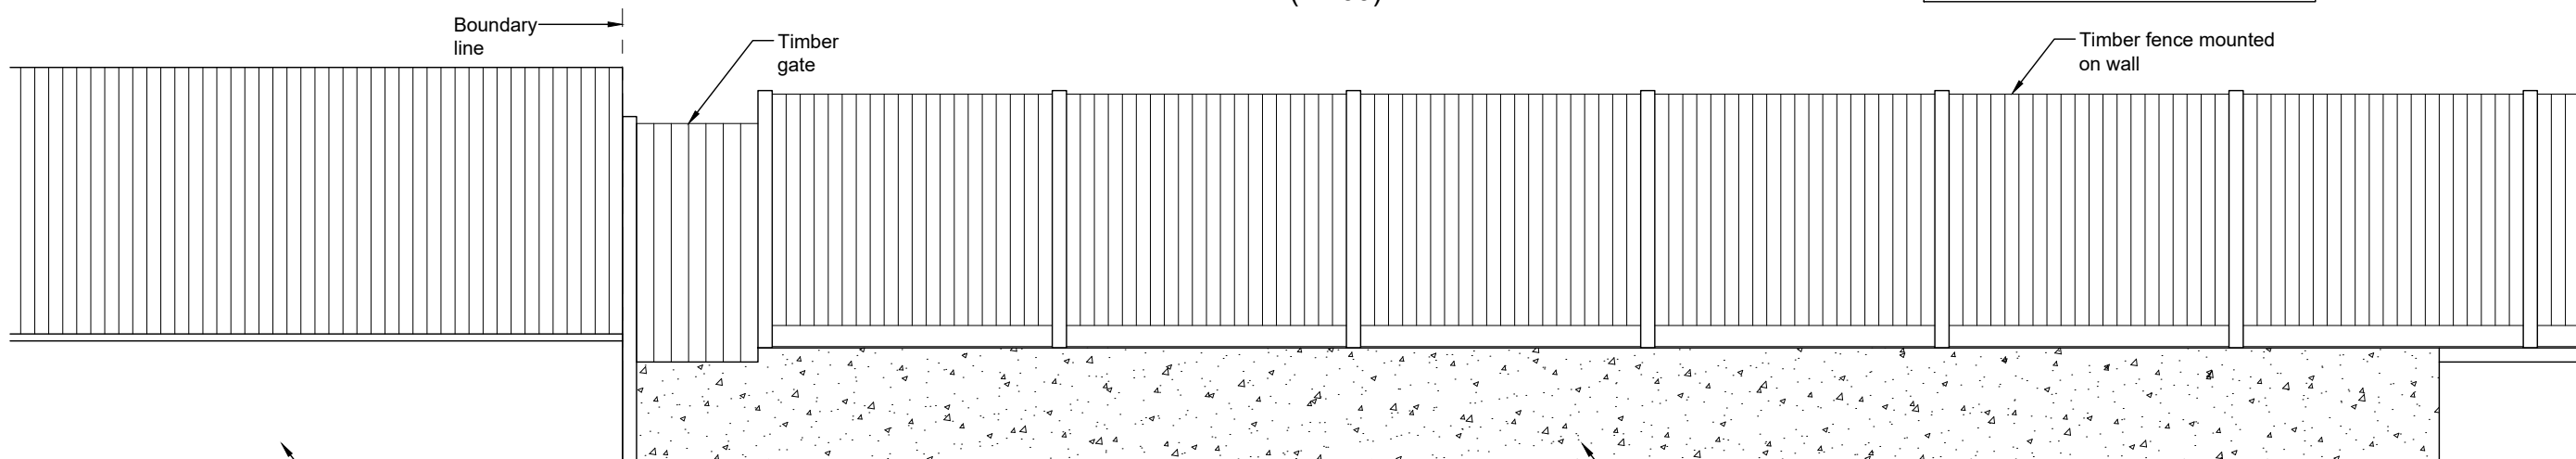 Boundary
line
Timber
gate
Timber fence mounted
on wall